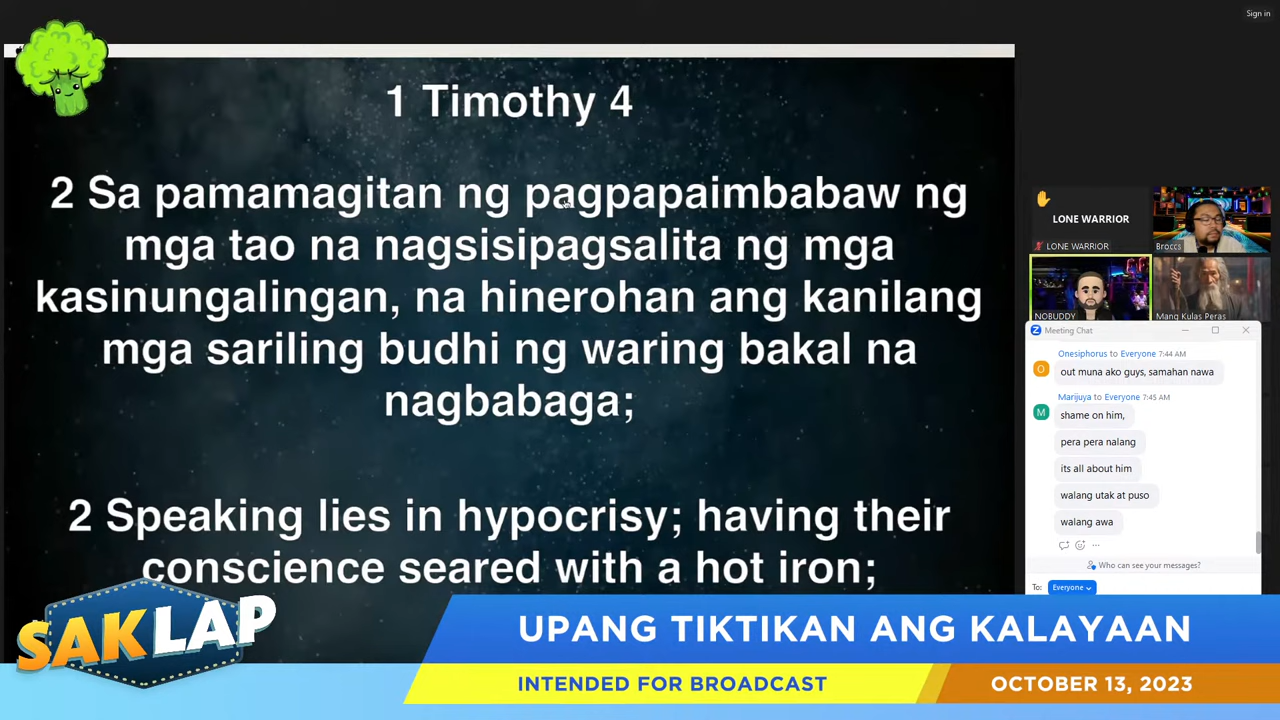 Sign in
1 Timothy 4
2 Sa pamamagitan ng pagpapaimbabaw ng
mga tao na nagsisipagsalita ng mga
kasinungalingan, na hinerohan ang kanilang
mga sariling budhi ng waring bakal na
nagbabaga;
2 Speaking lies in hypocrisy; having their
conscience seared with a hot iron;
LONE WARRIOR
LONE WARRIOR
Broccs
NOBUDDY
Mang Kulas Peras
Meeting Chat
Onesiphorus to Everyone 7:44 AM
O
out muna ako guys, samahan nawa
Marijuya to Everyone 7:45 AM
M
shame on him,
pera pera nalang
its all about him
walang utak at puso
walang awa
Who can see your messages?
To: Everyone
SAKLAP
UPANG TIKTIKAN ANG KALAYAAN
INTENDED FOR BROADCAST
OCTOBER 13, 2023